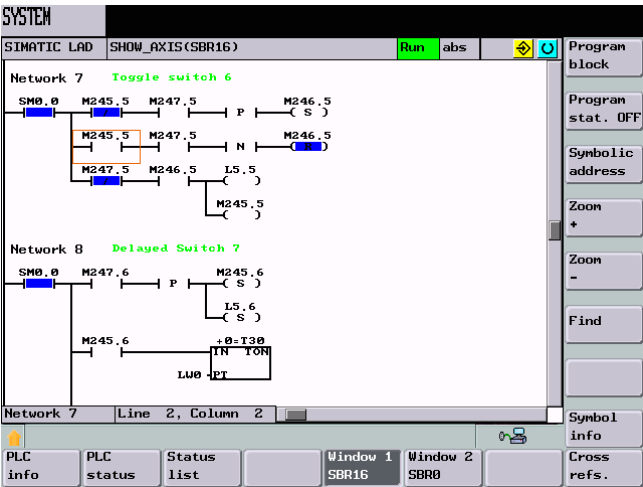 SYSTEM
SIMATIC LAD SHOW_AXIS(SBR16) Run abs
Network 7 Toggle switch 6
SM0.0 M245.5 M247.5 M246.5
P S
M245.5 M247.5 M246.5
N
M247.5 M246.5 L5.5
M245.5
Network 8 Delayed Switch 7
SM0.0 M247.6 M245.6
P S
L5.6
S
M245.6 +0=T30
IN TON
LW0 PT
Network 7 Line 2, Column 2
Program
block
Program
stat. OFF
Symbolic
address
Zoom
+
Zoom
-
Find
Symbol
info
PLC
info
PLC
status
Status
list
Window 1
SBR16
Window 2
SBR0
Cross
refs.